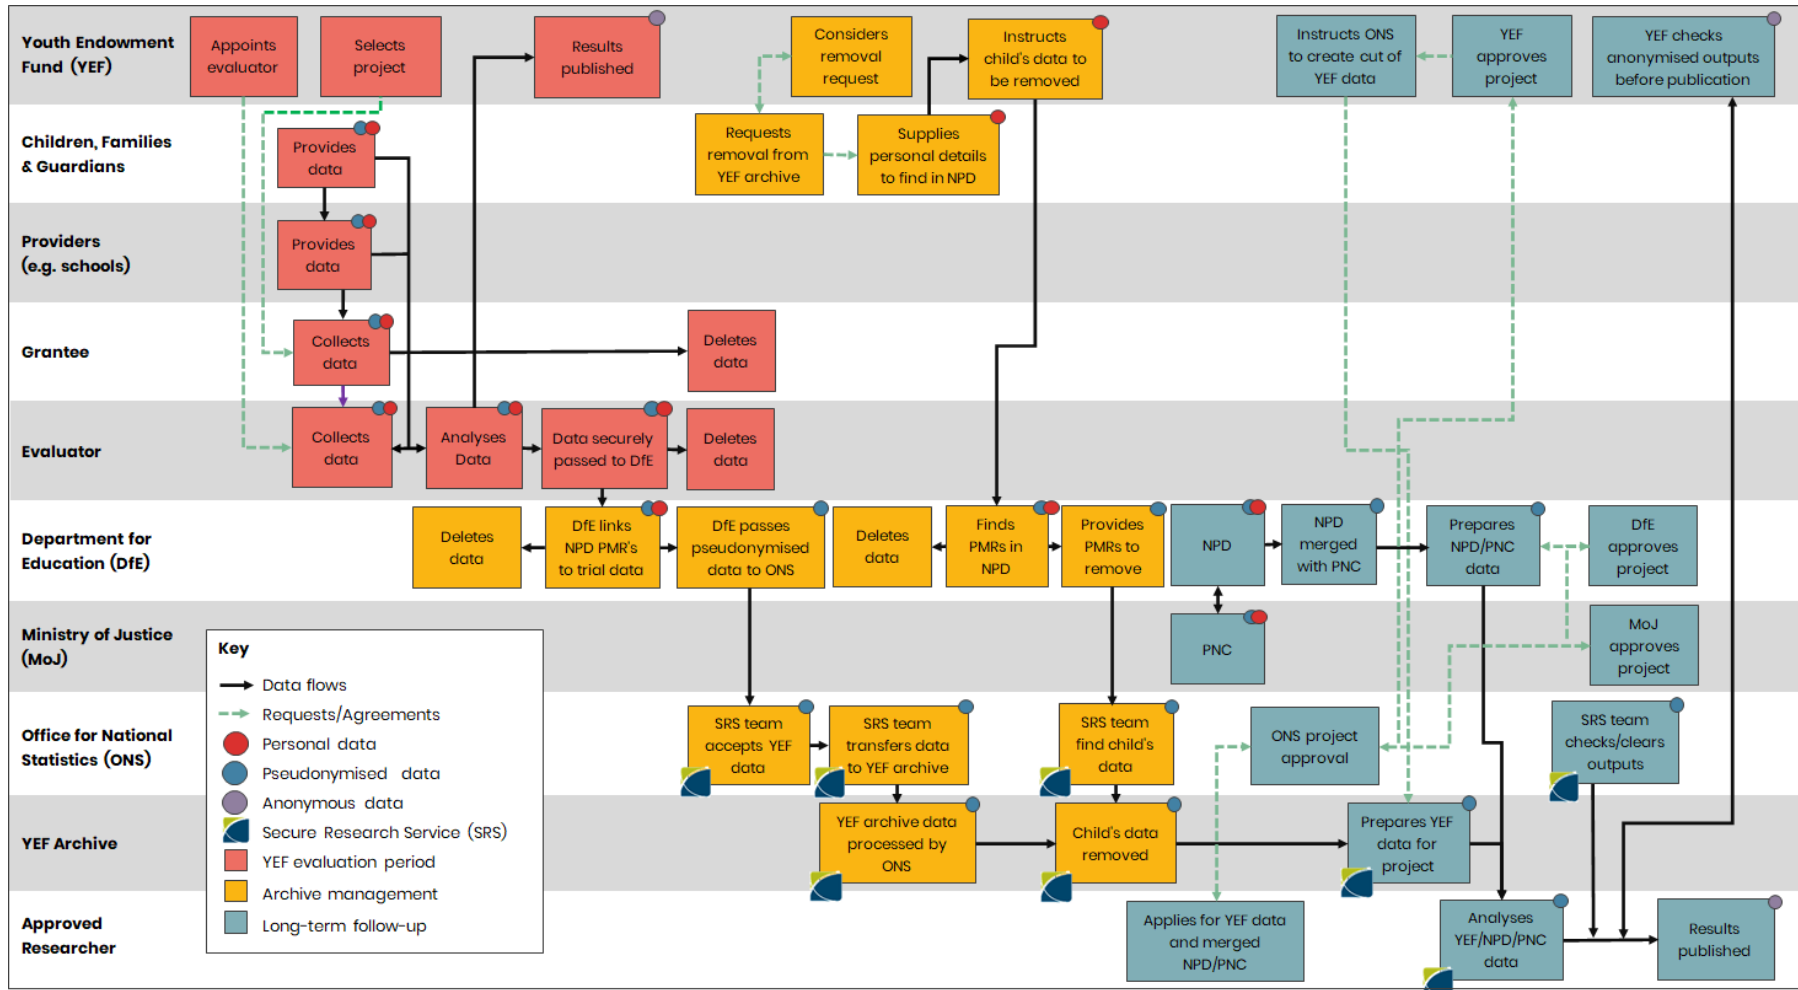 Youth Endowment
Fund (YEF)
Appoints
evaluator
Selects
project
Results
published
Considers
removal
request
Instructs
child's data to
be removed
Instructs ONS
to create cut of
YEF data
YEF
approves
project
YEF checks
anonymised outputs
before publication
Children, Families
& Guardians
Provides
data
Requests
removal from
YEF archive
Supplies
personal details
to find in NPD
Providers
(e.g. schools)
Provides
data
Grantee
Collects
data
Deletes
data
Evaluator
Collects
data
Analyses
Data
Data securely
passed to DfE
Deletes
data
Department for
Education (DfE)
Deletes
data
DfE links
NPD PMR's
to trial data
DfE passes
pseudonymised
data to ONS
Deletes
data
Finds
PMRs in
NPD
Provides
PMRs to
remove
NPD
NPD
merged
with PNC
Prepares
NPD/PNC
data
DfE
approves
project
Ministry of Justice
(MoJ)
PNC
MoJ
approves
project
Office for National
Statistics (ONS)
SRS team
accepts YEF
data
SRS team
transfers data
to YEF archive
SRS team
find child's
data
ONS project
approval
SRS team
checks/clears
outputs
YEF Archive
YEF archive data
processed by
ONS
Child's data
removed
Prepares YEF
data for
project
Approved
Researcher
Applies for YEF data
and merged
NPD/PNC
Analyses
YEF/NPD/PNC
data
Results
published
Key
Data flows
Requests/Agreements
Personal data
Pseudonymised data
Anonymous data
Secure Research Service (SRS)
YEF evaluation period
Archive management
Long-term follow-up